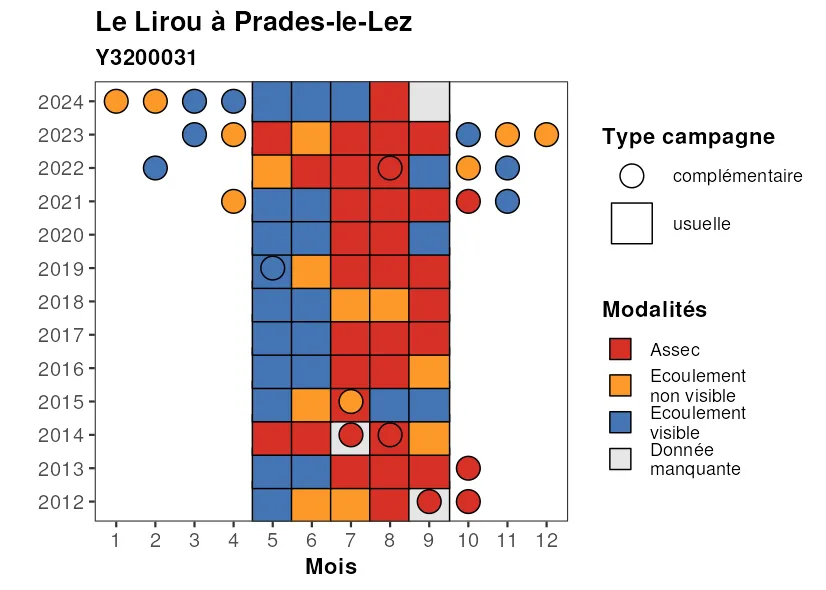 Le Lirou à Prades-le-Lez
Y3200031
2024
2023
2022
2021
2020
2019
2018
2017
2016
2015
2014
2013
2012
1 2 3 4 5 6 7 8 9 10 11 12
Mois
Type campagne
complémentaire
usuelle
Modalités
Assec
Ecoulement
non visible
Ecoulement
visible
Donnée
manquante